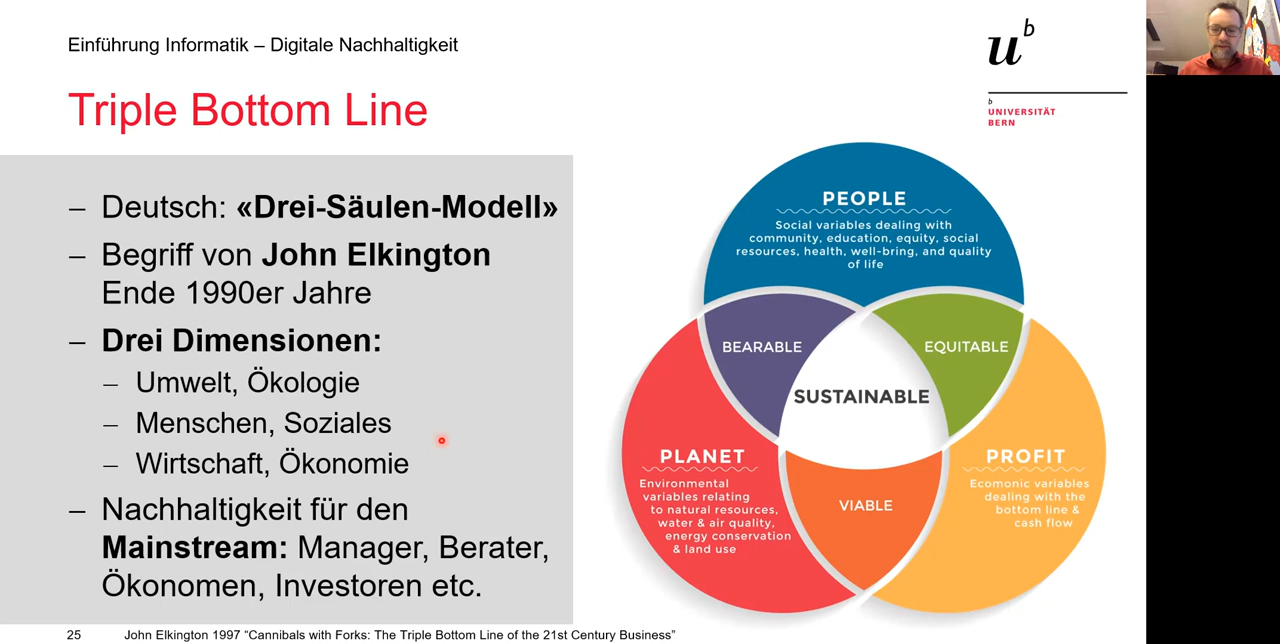 Einführung Informatik – Digitale Nachhaltigkeit
u b
b
UNIVERSITÄT
BERN
Triple Bottom Line
– Deutsch: «Drei-Säulen-Modell»
– Begriff von John Elkington
Ende 1990er Jahre
– Drei Dimensionen:
– Umwelt, Ökologie
– Menschen, Soziales
– Wirtschaft, Ökonomie
– Nachhaltigkeit für den
Mainstream: Manager, Berater,
Ökonomen, Investoren etc.
PEOPLE
Social variables dealing with
community, education, equity, social
resources, health, well-bring, and quality
of life
BEARABLE
EQUITABLE
SUSTAINABLE
PLANET
Environmental
variables relating
to natural resources,
water & air quality,
energy conservation
& land use
VIABLE
PROFIT
Ecomonic variables
dealing with the
bottom line &
cash flow
25
John Elkington 1997 “Cannibals with Forks: The Triple Bottom Line of the 21st Century Business”